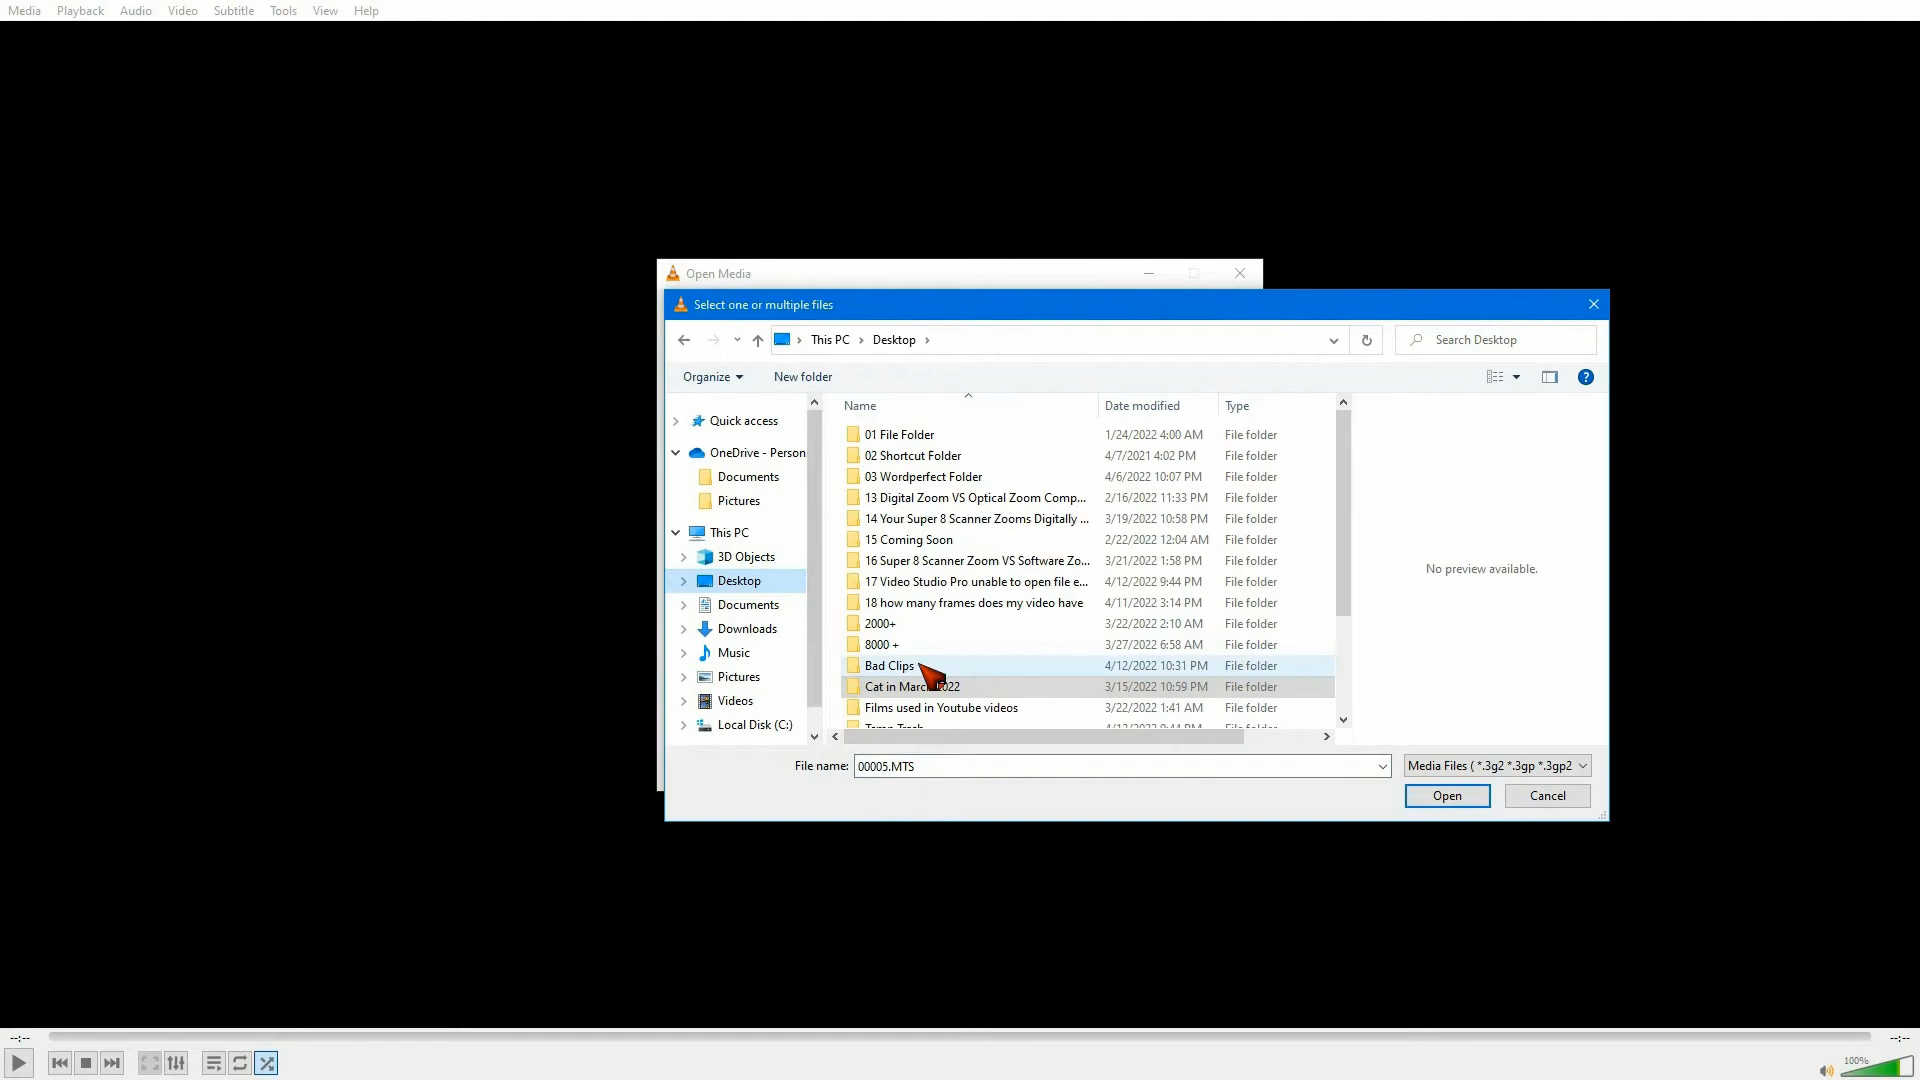 Media Playback Audio Video Subtitle Tools View Help
Open Media
Select one or multiple files
This PC Desktop
Search Desktop
Organize New folder
Name Date modified Type
Quick access
OneDrive - Person
Documents
Pictures
This PC
3D Objects
Desktop
Documents
Downloads
Music
Pictures
Videos
Local Disk (C:)
01 File Folder 1/24/2022 4:00 AM File folder
02 Shortcut Folder 4/7/2021 4:02 PM File folder
03 Wordperfect Folder 4/6/2022 10:07 PM File folder
13 Digital Zoom VS Optical Zoom Comp... 2/16/2022 11:33 PM File folder
14 Your Super 8 Scanner Zooms Digitally ... 3/19/2022 10:58 PM File folder
15 Coming Soon 2/22/2022 12:04 AM File folder
16 Super 8 Scanner Zoom VS Software Zo... 3/21/2022 1:58 PM File folder
17 Video Studio Pro unable to open file e... 4/12/2022 9:44 PM File folder
18 how many frames does my video have 4/11/2022 3:14 PM File folder
2000+ 3/22/2022 2:10 AM File folder
8000 + 3/27/2022 6:58 AM File folder
Bad Clips 4/12/2022 10:31 PM File folder
Cat in March 2022 3/15/2022 10:59 PM File folder
Films used in Youtube videos 3/22/2022 1:41 AM File folder
No preview available.
File name: 00005.MTS Media Files ( *.3g2 *.3gp *.3gp2
Open Cancel
--:-- --:--
100%